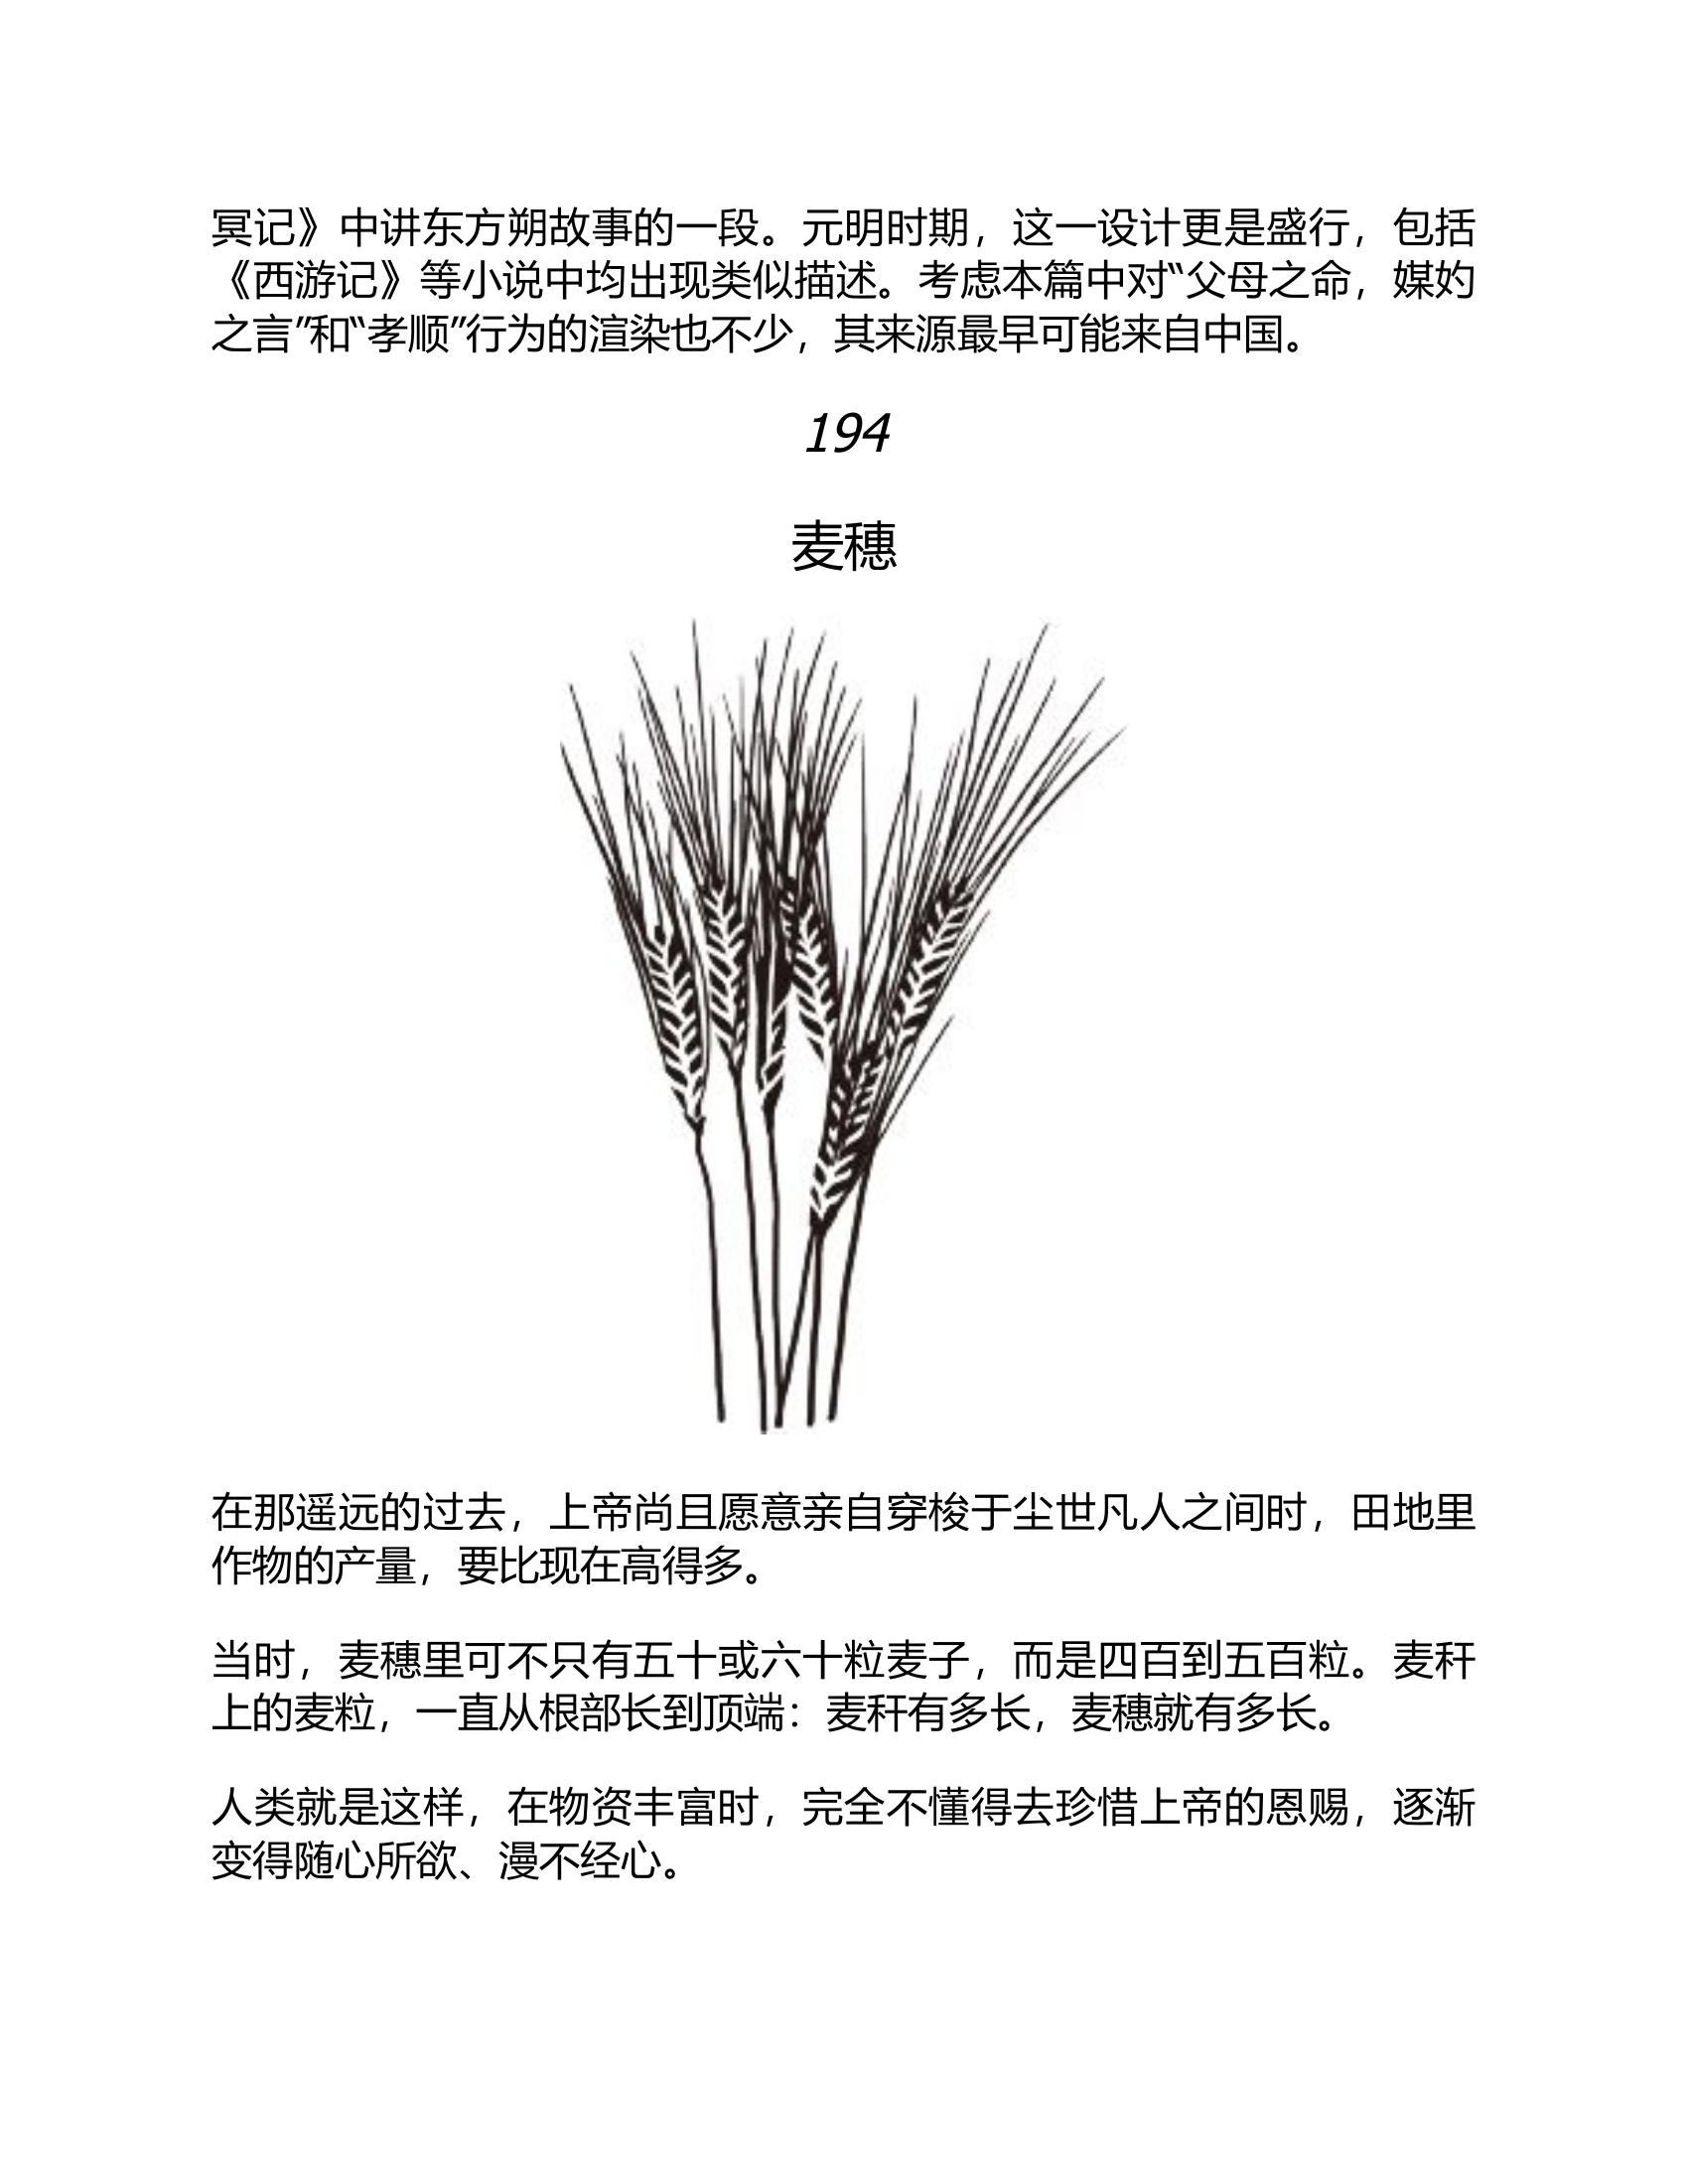 冥记》中讲东方朔故事的一段。元明时期，这一设计更是盛行，包括
《西游记》等小说中均出现类似描述。考虑本篇中对“父母之命，媒妁
之言”和“孝顺”行为的渲染也不少，其来源最早可能来自中国。
194
麦穗
在那遥远的过去，上帝尚且愿意亲自穿梭于尘世凡人之间时，田地里
作物的产量，要比现在高得多。
当时，麦穗里可不只有五十或六十粒麦子，而是四百到五百粒。麦秆
上的麦粒，一直从根部长到顶端：麦秆有多长，麦穗就有多长。
人类就是这样，在物资丰富时，完全不懂得去珍惜上帝的恩赐，逐渐
变得随心所欲、漫不经心。